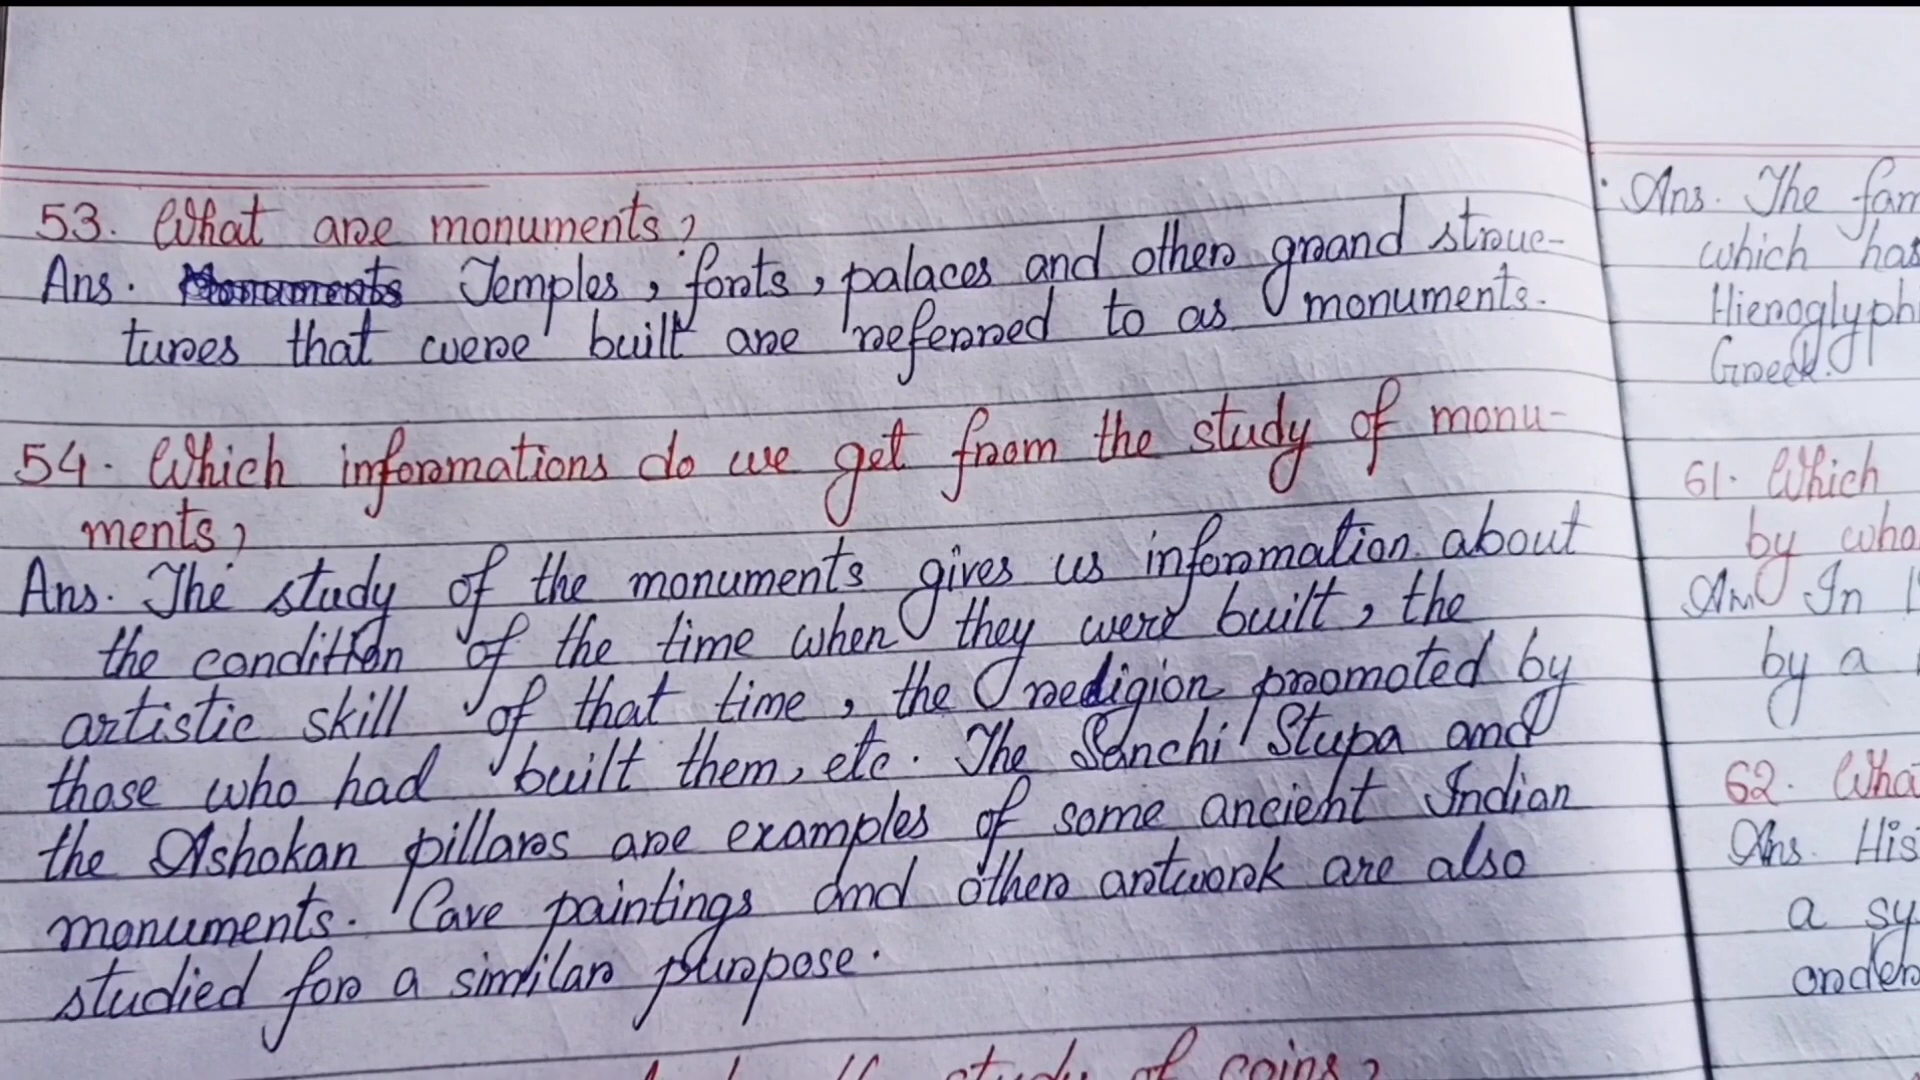 53. What are monuments?
Ans. Temples, forts, palaces and other grand struc-
tures that were built are referred to as monuments.
54. Which informations do we get from the study of monu-
ments?
Ans. The study of the monuments gives us information about
the condition of the time when they were built, the
artistic skill of that time, the religion promoted by
those who had built them, etc. The Sanchi Stupa and
the Ashokan pillars are examples of some ancient Indian
monuments. Cave paintings and other artwork are also
studied for a similar purpose.
study of coins?
Ans. The fam
which has
Hieroglyphi
Greek.
61. Which
by who
Ans In 1
by a
62. Wha
Ans. His
a sy
order